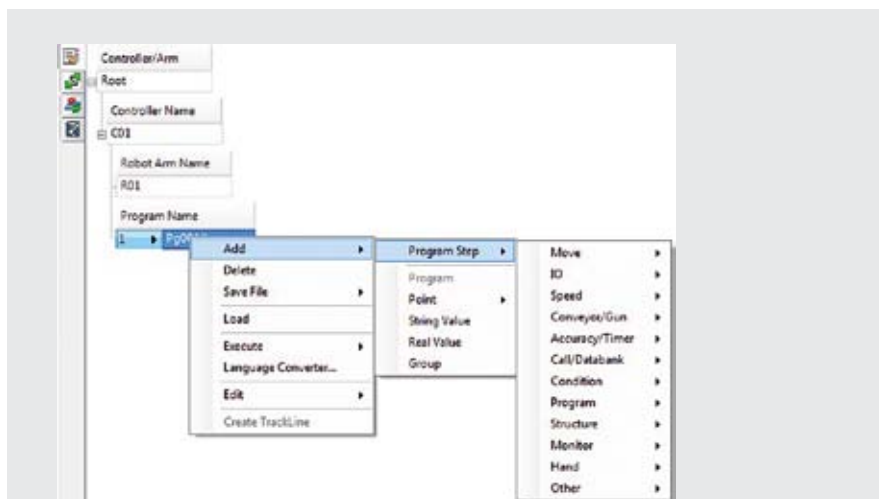 Controller/Arm
Root
Controller Name
C01
Robot Arm Name
R01
Program Name
1
Add
Delete
Save File
Load
Execute
Language Converter...
Edit
Create TrackLine
Program Step
Program
Point
String Value
Real Value
Group
Move
IO
Speed
Conveyor/Gun
Accuracy/Timer
Call/Databank
Condition
Program
Structure
Monitor
Hand
Other